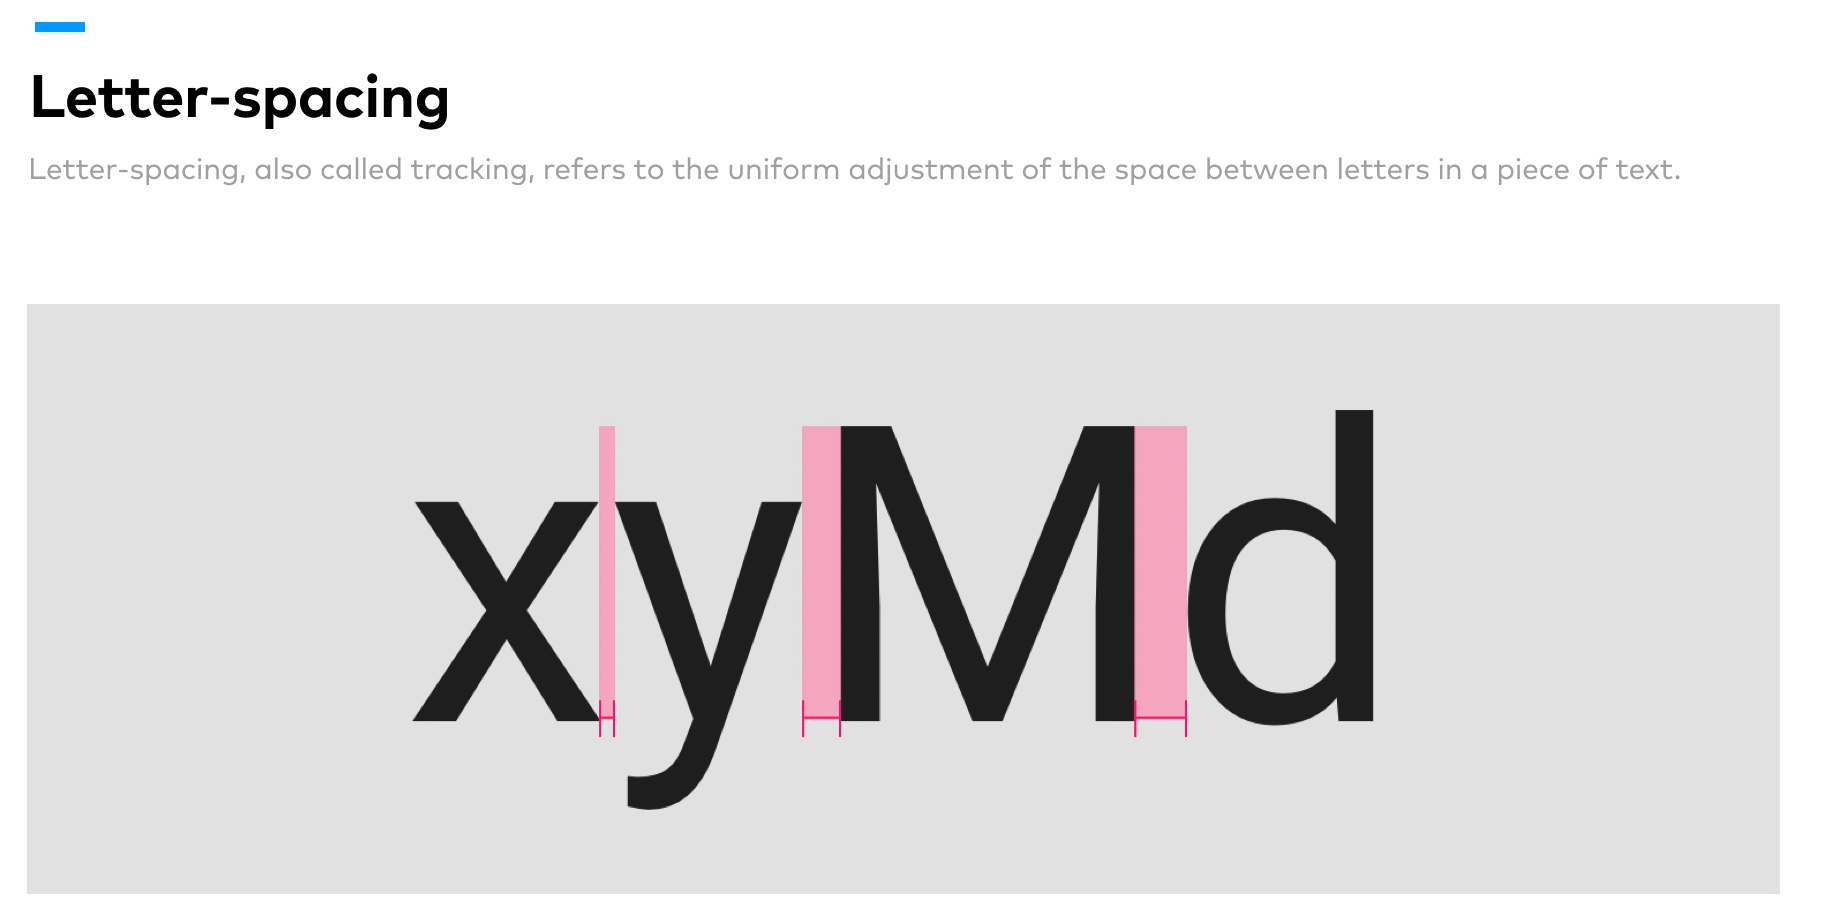 Letter-spacing
Letter-spacing, also called tracking, refers to the uniform adjustment of the space between letters in a piece of text.
xyMd